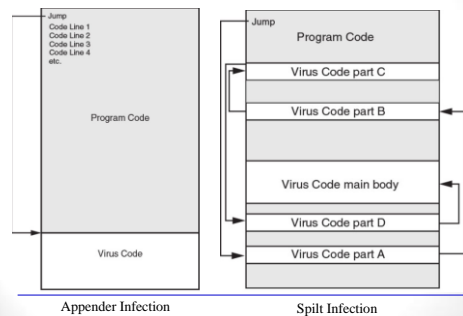 Jump
Code Line 1
Code Line 2
Code Line 3
Code Line 4
etc.
Program Code
Virus Code
Appender Infection
Jump
Program Code
Virus Code part C
Virus Code part B
Virus Code main body
Virus Code part D
Virus Code part A
Spilt Infection